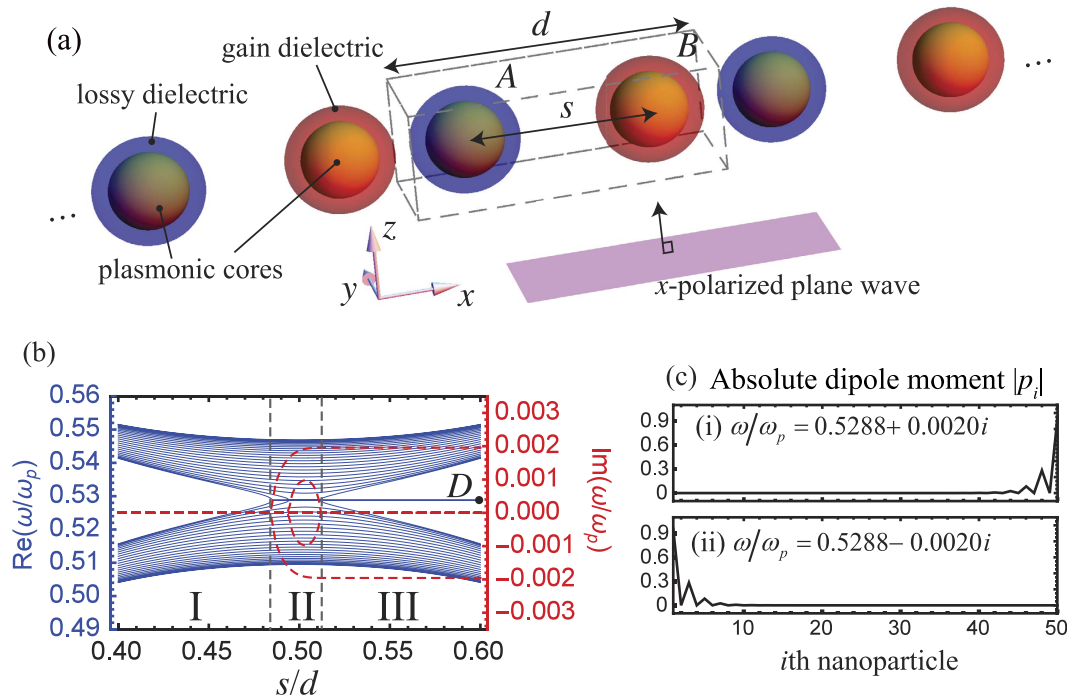 (a)
gain dielectric
lossy dielectric
d
A
B
s
...
...
plasmonic cores
z
y
x
x-polarized plane wave
(b)
Re(ω/ωp)
0.56
0.55
0.54
0.53
0.52
0.51
0.50
0.49
0.40
0.45
0.50
0.55
0.60
s/d
I
II
III
D
0.003
0.002
0.001
0.000
−0.001
−0.002
−0.003
Im(ω/ωp)
(c)
Absolute dipole moment |pi|
0.9
0.6
0.3
0
(i) ω/ωp = 0.5288+ 0.0020i
0.9
0.6
0.3
0
(ii) ω/ωp = 0.5288− 0.0020i
10
20
30
40
50
ith nanoparticle